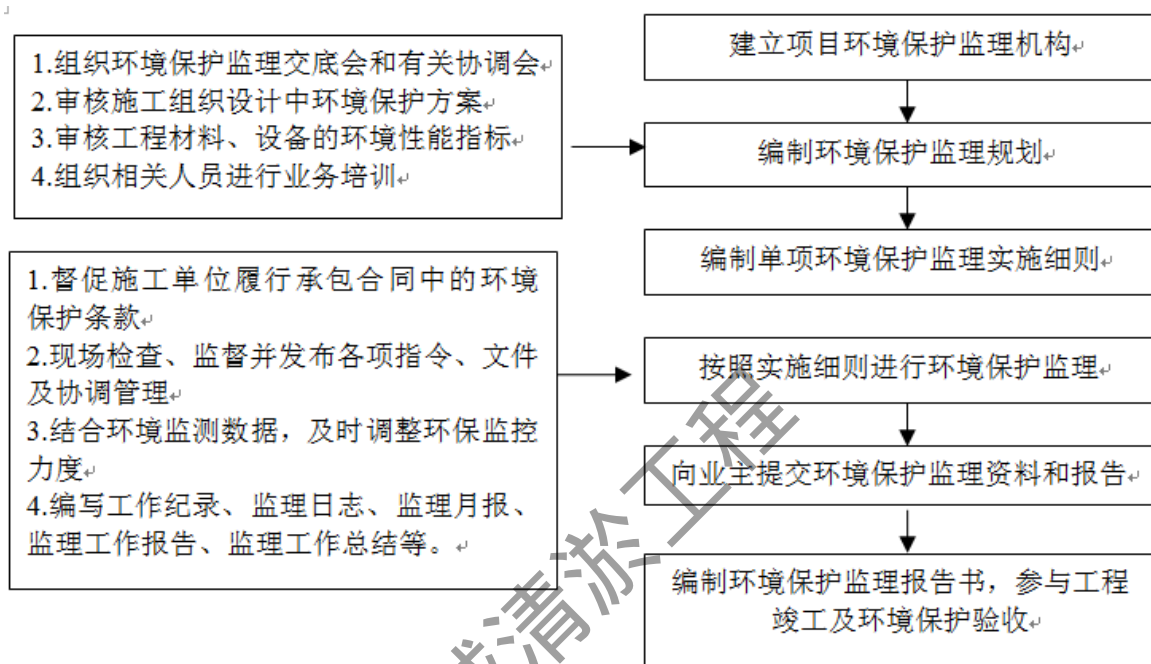 1.组织环境保护监理交底会和有关协调会
2.审核施工组织设计中环境保护方案
3.审核工程材料、设备的环境性能指标
4.组织相关人员进行业务培训
1.督促施工单位履行承包合同中的环境
保护条款
2.现场检查、监督并发布各项指令、文件
及协调管理
3.结合环境监测数据，及时调整环保监控
力度
4.编写工作纪录、监理日志、监理月报、
监理工作报告、监理工作总结等。
建立项目环境保护监理机构
编制环境保护监理规划
编制单项环境保护监理实施细则
按照实施细则进行环境保护监理
向业主提交环境保护监理资料和报告
编制环境保护监理报告书，参与工程
竣工及环境保护验收
清淤工程